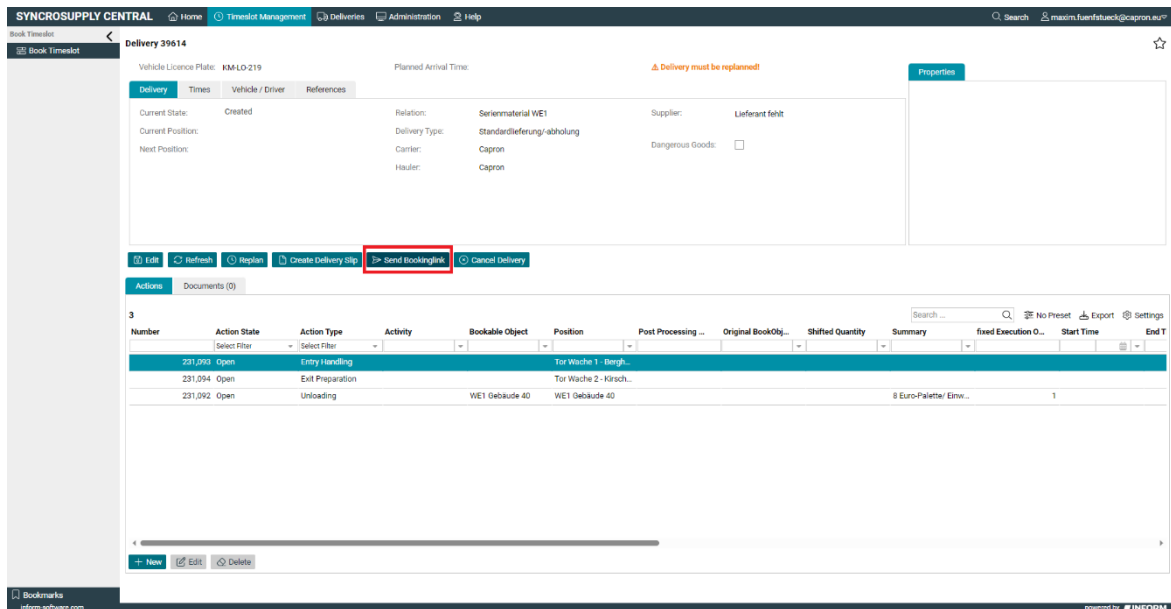 SYNCROSUPPLY CENTRAL Home Timeslot Management Deliveries Administration Help Search maxim.fuenfstueck@capron.eu
Book Timeslot
Book Timeslot
Delivery 39614
Vehicle Licence Plate: KM-LO-219 Planned Arrival Time: Delivery must be replanned!
Properties
Delivery Times Vehicle / Driver References
Current State: Created Relation: Serienmaterial WE1 Supplier: Lieferant fehlt
Current Position: Delivery Type: Standardlieferung/-abholung
Next Position: Carrier: Capron Dangerous Goods:
Hauler: Capron
Edit Refresh Replan Create Delivery Slip Send Bookinglink Cancel Delivery
Actions Documents (0)
3 Search ... No Preset Export Settings
Number Action State Action Type Activity Bookable Object Position Post Processing ... Original BookObj... Shifted Quantity Summary fixed Execution O... Start Time End T
Select Filter Select Filter
231,093 Open Entry Handling Tor Wache 1 - Bergh...
231,094 Open Exit Preparation Tor Wache 2 - Kirsch...
231,092 Open Unloading WE1 Gebäude 40 WE1 Gebäude 40 8 Euro-Palette/ Einw... 1
New Edit Delete
Bookmarks
inform-software.com powered by INFORM